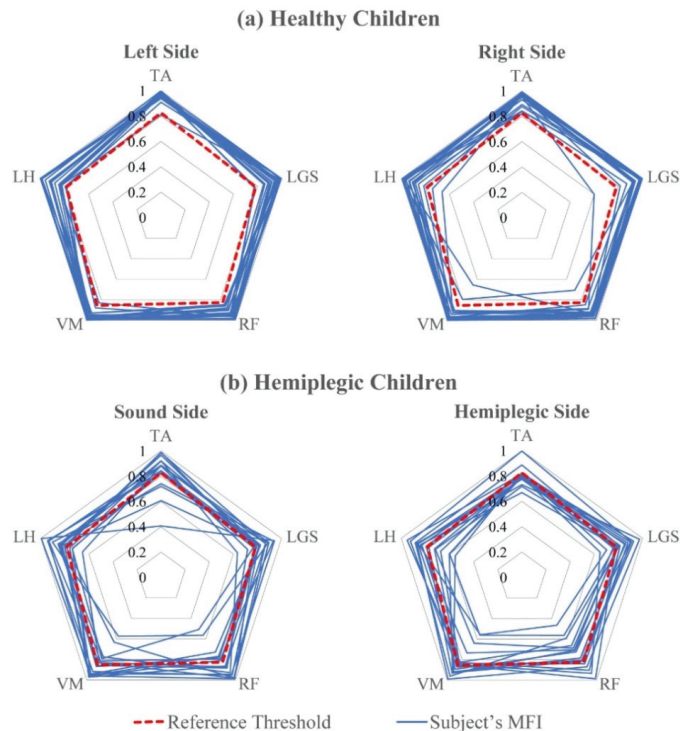 (a) Healthy Children
Left Side
Right Side
TA
TA
1
0.8
0.6
0.4
0.2
0
1
0.8
0.6
0.4
0.2
0
LH
LGS
LH
LGS
VM
RF
VM
RF
(b) Hemiplegic Children
Sound Side
Hemiplegic Side
TA
TA
1
0.8
0.6
0.4
0.2
0
1
0.8
0.6
0.4
0.2
0
LH
LGS
LH
LGS
VM
RF
VM
RF
Reference Threshold
Subject's MFI